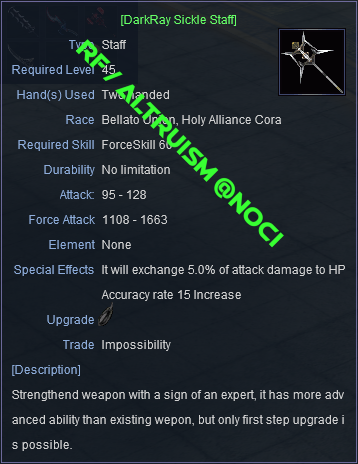 [DarkRay Sickle Staff]
Type Staff
Required Level 45
Hand(s) Used Two handed
Race Bellato Union, Holy Alliance Cora
Required Skill ForceSkill 60
Durability No limitation
Attack: 95 - 128
Force Attack 1108 - 1663
Element None
Special Effects It will exchange 5.0% of attack damage to HP
Accuracy rate 15 Increase
Upgrade
Trade Impossibility
[Description]
Strengthend weapon with a sign of an expert, it has more adv
anced ability than existing wepon, but only first step upgrade i
s possible.
RF/ ALTRUISM @NOCI